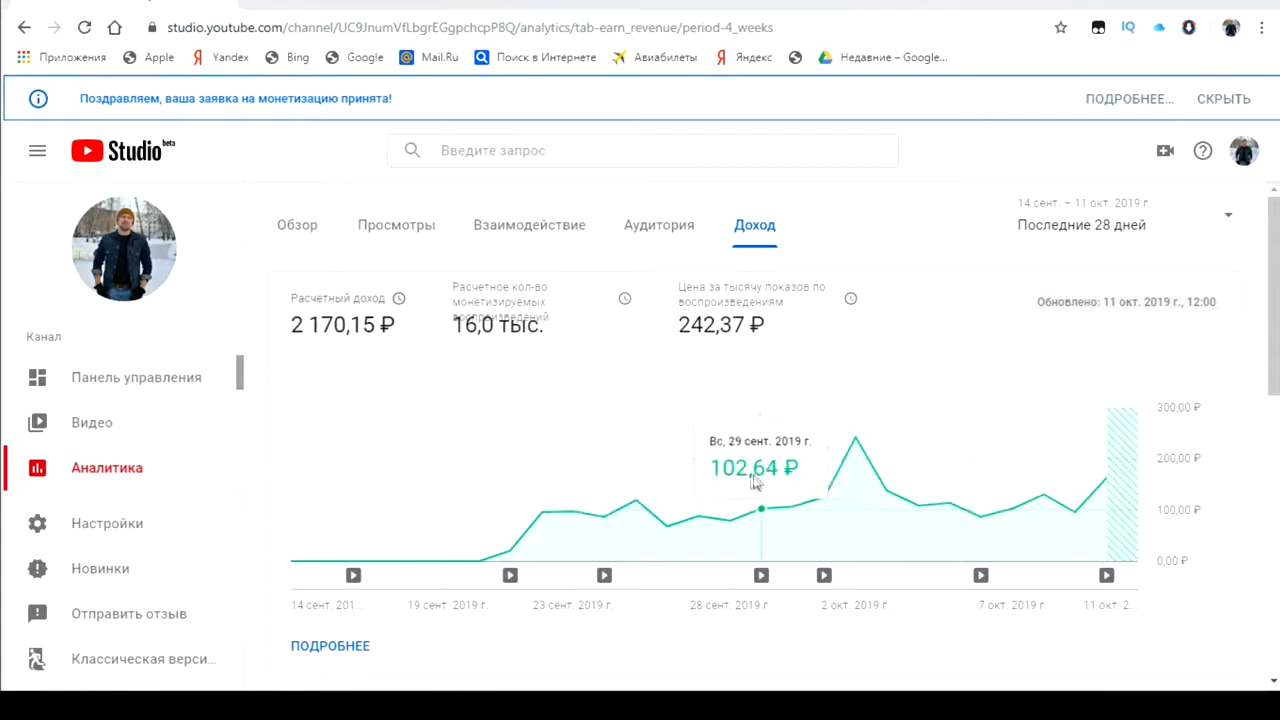 studio.youtube.com/channel/UC9JnumVfLbgrEGgpchcpP8Q/analytics/tab-earn_revenue/period-4_weeks
IQ
Приложения Apple Yandex Bing Google Mail.Ru Поиск в Интернете Авиабилеты Яндекс Недавние – Google...
Поздравляем, ваша заявка на монетизацию принята!
ПОДРОБНЕЕ... СКРЫТЬ
Studio beta
Введите запрос
Обзор Просмотры Взаимодействие Аудитория Доход
14 сент. – 11 окт. 2019 г.
Последние 28 дней
Расчетный доход
2 170,15 ₽
Расчетное кол-во
монетизируемых
воспроизведений
16,0 тыс.
Цена за тысячу показов по
воспроизведениям
242,37 ₽
Обновлено: 11 окт. 2019 г., 12:00
Канал
Панель управления
Видео
Аналитика
Настройки
Новинки
Отправить отзыв
Классическая верси...
Вс, 29 сент. 2019 г.
102,64 ₽
300,00 ₽
200,00 ₽
100,00 ₽
0,00 ₽
14 сент. 201... 19 сент. 2019 г. 23 сент. 2019 г. 28 сент. 2019 г. 2 окт. 2019 г. 7 окт. 2019 г. 11 окт. 2...
ПОДРОБНЕЕ